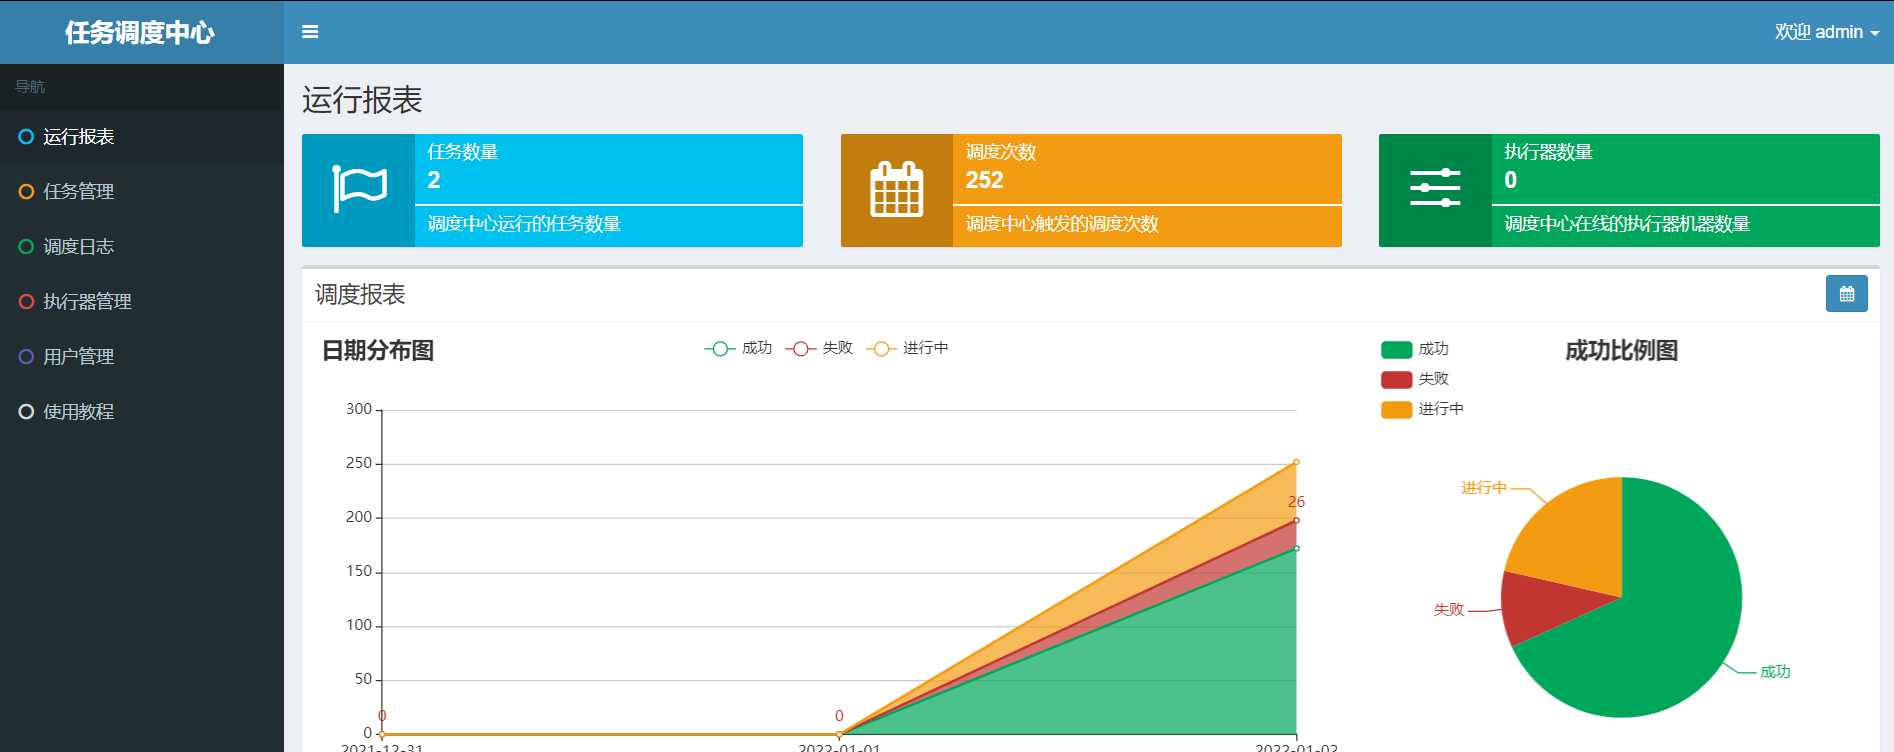 任务调度中心
欢迎 admin
导航
运行报表
任务管理
调度日志
执行器管理
用户管理
使用教程
运行报表
任务数量
2
调度中心运行的任务数量
调度次数
252
调度中心触发的调度次数
执行器数量
0
调度中心在线的执行器机器数量
调度报表
日期分布图
成功 失败 进行中
300
250
200
150
100
50
0
26
0
0
2021-12-31
2022-01-01
2022-01-02
成功
失败
进行中
成功比例图
进行中
失败
成功